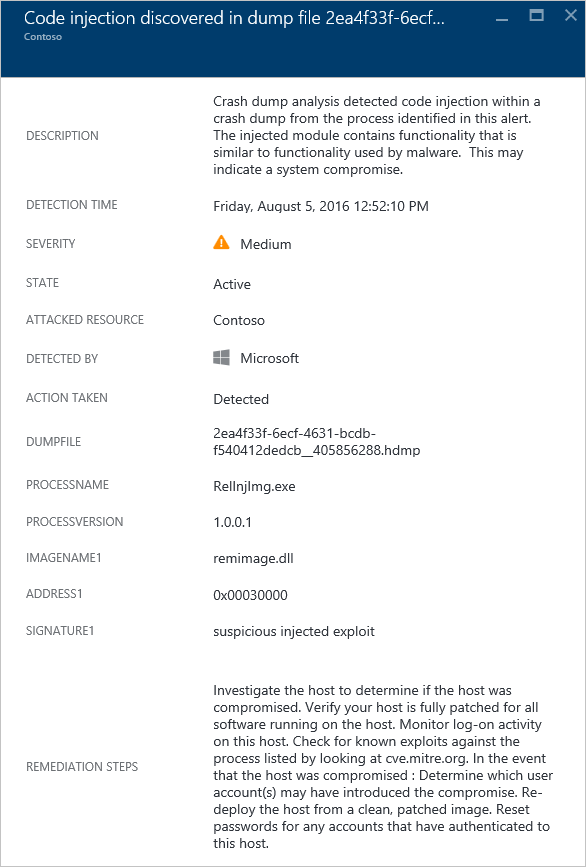 Code injection discovered in dump file 2ea4f33f-6ecf...
Contoso
DESCRIPTION
Crash dump analysis detected code injection within a
crash dump from the process identified in this alert.
The injected module contains functionality that is
similar to functionality used by malware.  This may
indicate a system compromise.
DETECTION TIME
Friday, August 5, 2016 12:52:10 PM
SEVERITY
Medium
STATE
Active
ATTACKED RESOURCE
Contoso
DETECTED BY
Microsoft
ACTION TAKEN
Detected
DUMPFILE
2ea4f33f-6ecf-4631-bcdb-
f540412dedcb__405856288.hdmp
PROCESSNAME
RelInjImg.exe
PROCESSVERSION
1.0.0.1
IMAGENAME1
remimage.dll
ADDRESS1
0x00030000
SIGNATURE1
suspicious injected exploit
REMEDIATION STEPS
Investigate the host to determine if the host was
compromised. Verify your host is fully patched for all
software running on the host. Monitor log-on activity
on this host. Check for known exploits against the
process listed by looking at cve.mitre.org. In the event
that the host was compromised : Determine which user
account(s) may have introduced the compromise. Re-
deploy the host from a clean, patched image. Reset
passwords for any accounts that have authenticated to
this host.